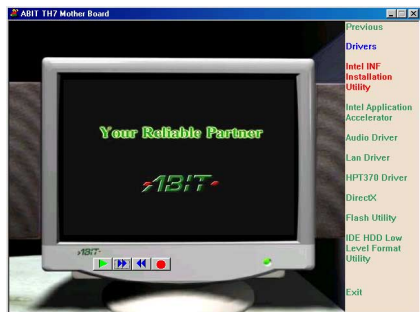 ABIT TH7 Mother Board
Previous
Drivers
Intel INF
Installation
Utility
Intel Application
Accelerator
Audio Driver
Lan Driver
HPT370 Driver
DirectX
Flash Utility
IDE HDD Low
Level Format
Utility
Exit
Your Reliable Partner
ABIT
ABIT